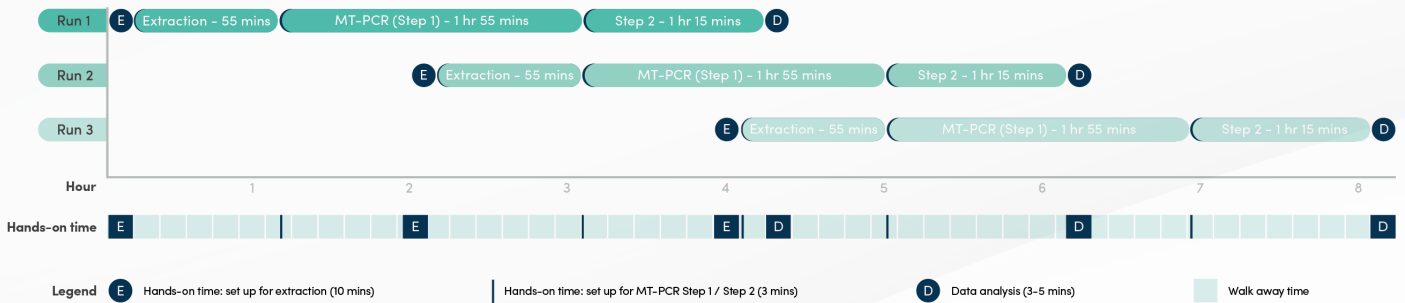 Run 1 E Extraction - 55 mins MT-PCR (Step 1) - 1 hr 55 mins Step 2 - 1 hr 15 mins D
Run 2 E Extraction - 55 mins MT-PCR (Step 1) - 1 hr 55 mins Step 2 - 1 hr 15 mins D
Run 3 E Extraction - 55 mins MT-PCR (Step 1) - 1 hr 55 mins Step 2 - 1 hr 15 mins D
Hour 1 2 3 4 5 6 7 8
Hands-on time E E E D D D
Legend E Hands-on time: set up for extraction (10 mins) Hands-on time: set up for MT-PCR Step 1 / Step 2 (3 mins) D Data analysis (3-5 mins) Walk away time